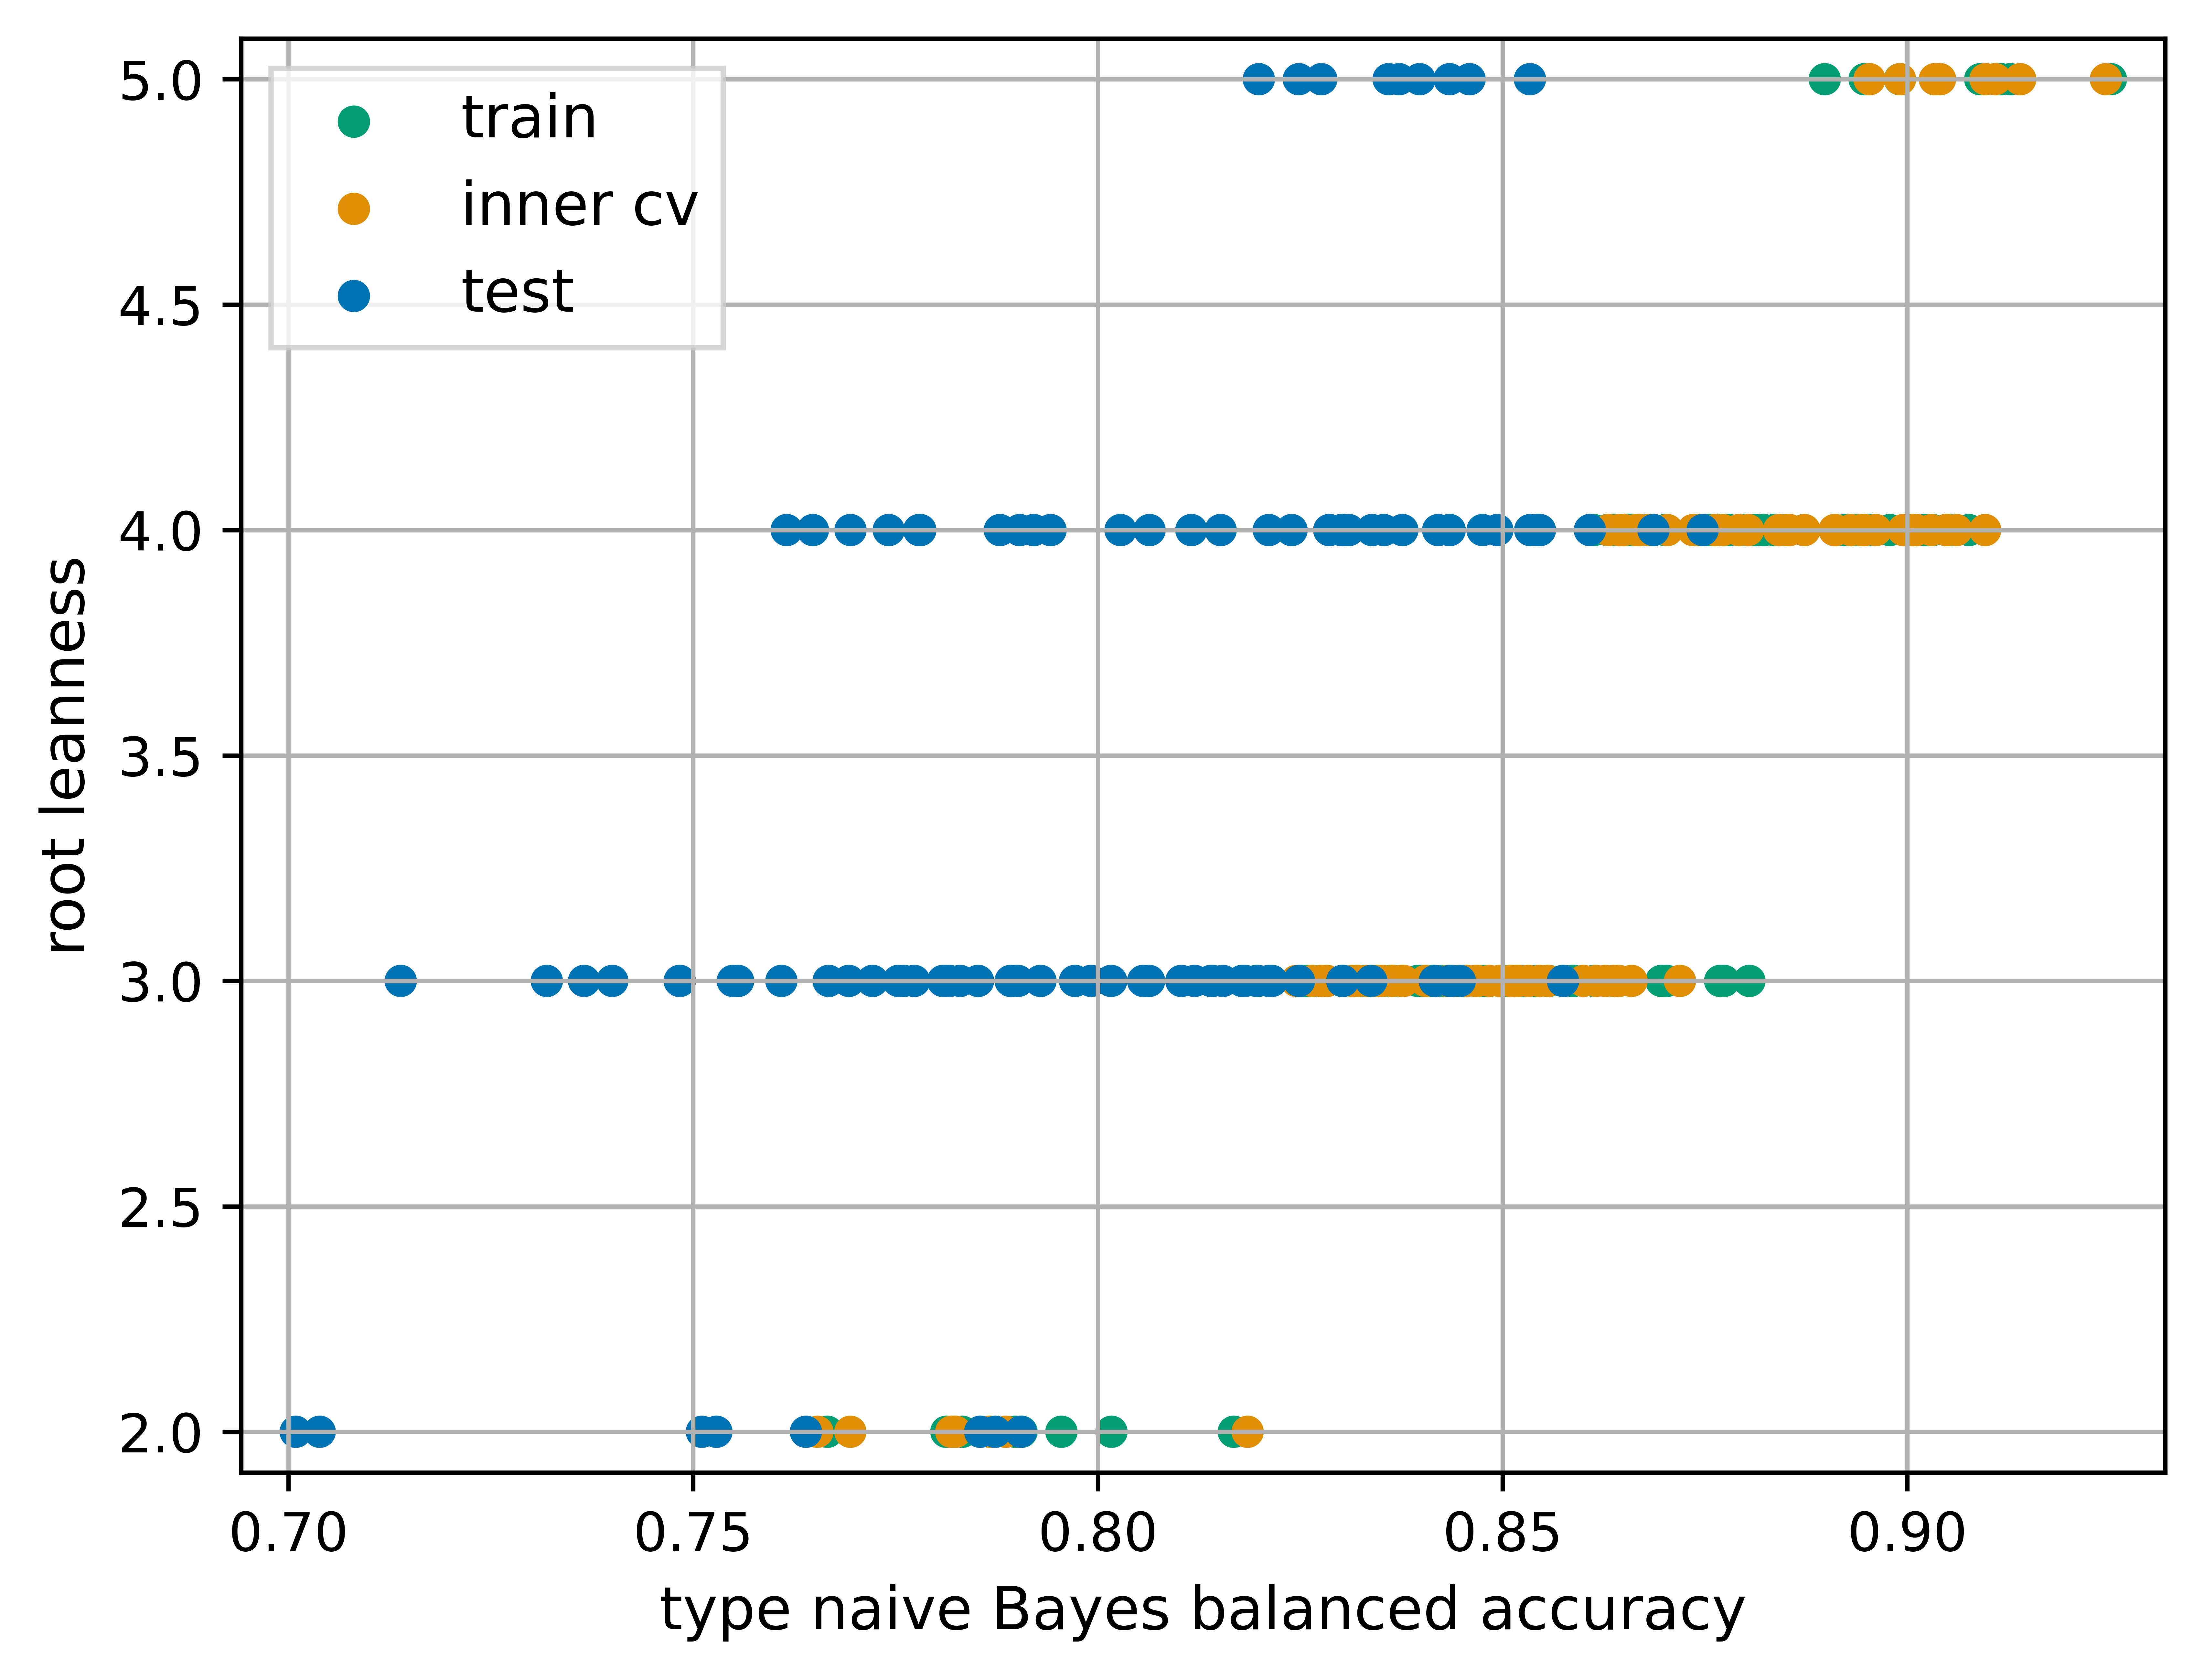 5.0
4.5
4.0
3.5
3.0
2.5
2.0
root leanness
train
inner cv
test
0.70 0.75 0.80 0.85 0.90
type naive Bayes balanced accuracy